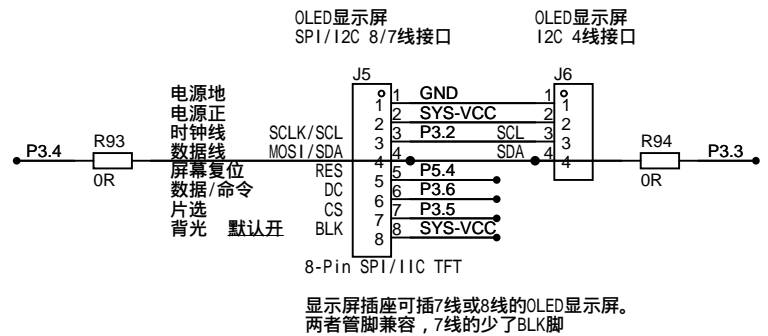 OLED显示屏
SPI/I2C 8/7线接口
OLED显示屏
I2C 4线接口
J5
J6
电源地
1
1
GND
1
1
电源正
2
2
SYS-VCC
2
2
时钟线
SCLK/SCL
3
3
P3.2
SCL
3
3
P3.4
R93
0R
数据线
MOSI/SDA
4
4
SDA
4
4
R94
0R
P3.3
屏幕复位
RES
5
5
P5.4
数据/命令
DC
6
6
P3.6
片选
CS
7
7
P3.5
背光 默认开
BLK
8
8
SYS-VCC
8-Pin SPI/IIC TFT
显示屏插座可插7线或8线的OLED显示屏。
两者管脚兼容，7线的少了BLK脚